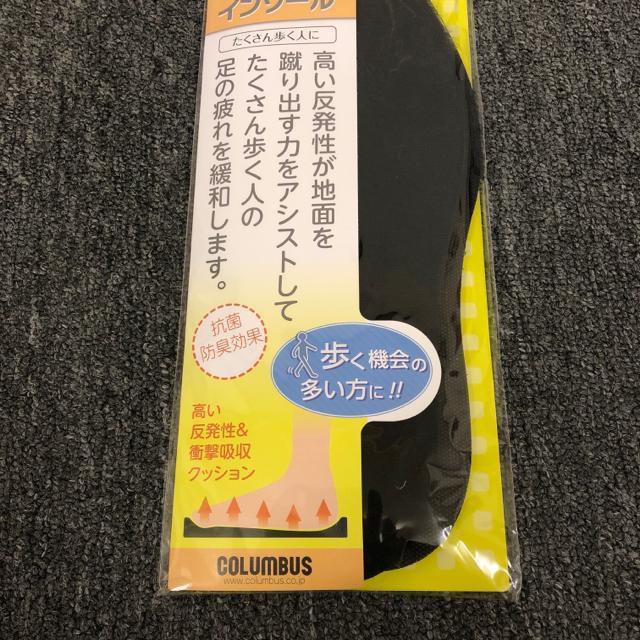 インソール
たくさん歩く人に
高い反発性が地面を
蹴り出す力をアシストして
たくさん歩く人の
足の疲れを緩和します。
抗菌
防臭効果
歩く機会の
多い方に!!
高い
反発性&
衝撃吸収
クッション
COLUMBUS
www.columbus.co.jp